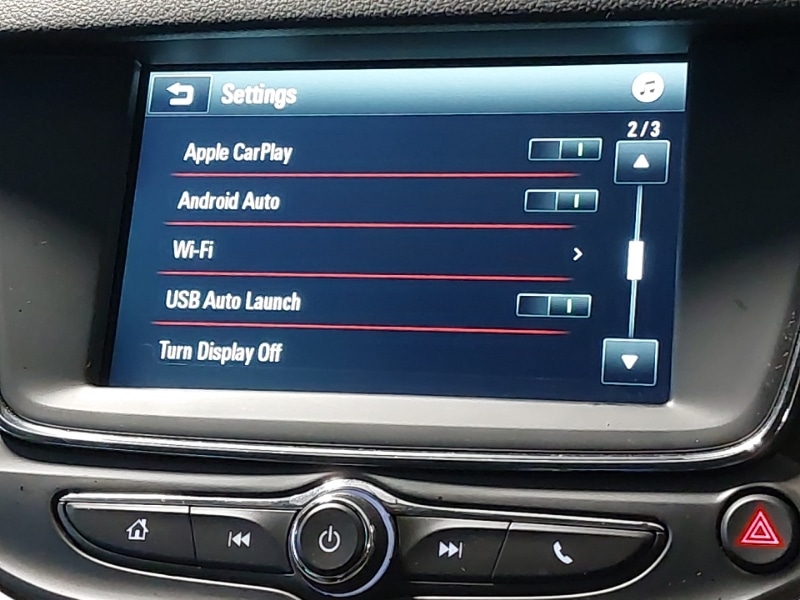 Settings
2/3
Apple CarPlay
Android Auto
Wi-Fi
USB Auto Launch
Turn Display Off